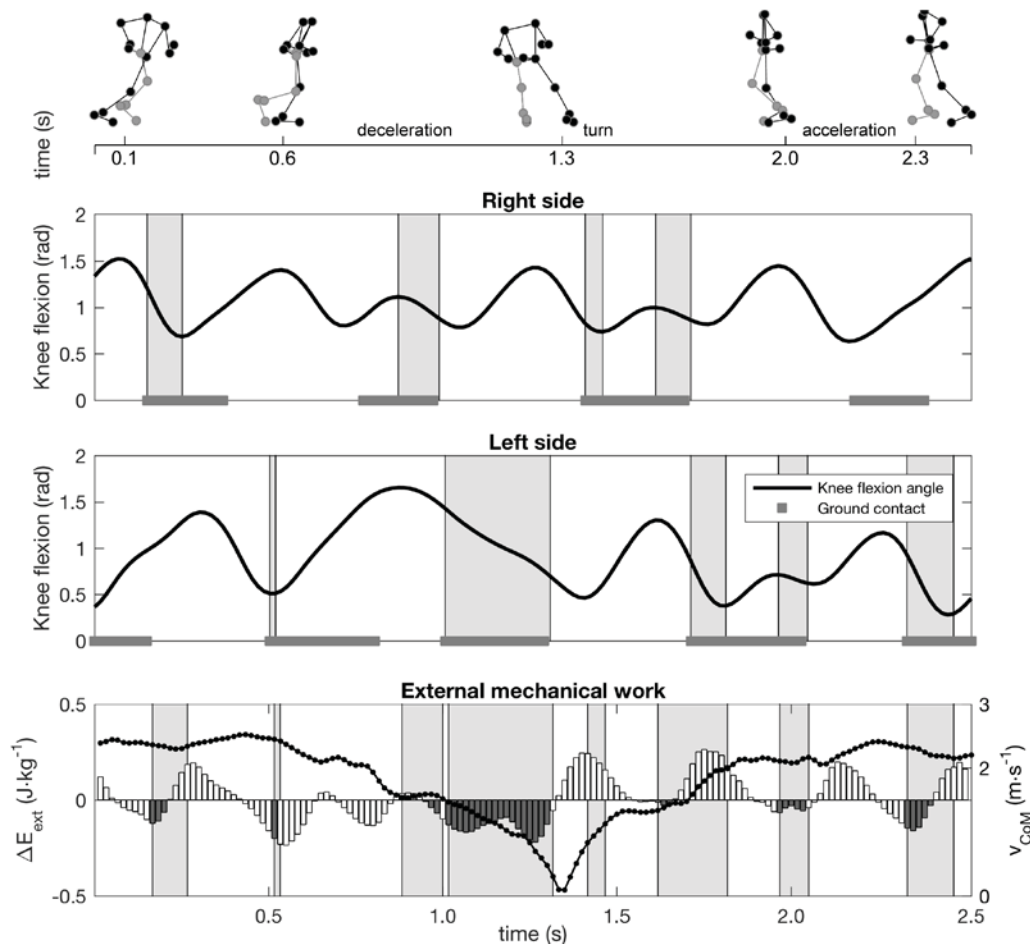 deceleration turn acceleration
time (s)
0.1 0.6 1.3 2.0 2.3
Right side
Knee flexion (rad)
2
1.5
1
0.5
0
Left side
Knee flexion (rad)
2
1.5
1
0.5
0
Knee flexion angle
Ground contact
External mechanical work
ΔE_ext (J·kg⁻¹)
0.5
0
-0.5
3
2
1
0
v_CoM (m·s⁻¹)
0.5 1.0 1.5 2.0 2.5
time (s)